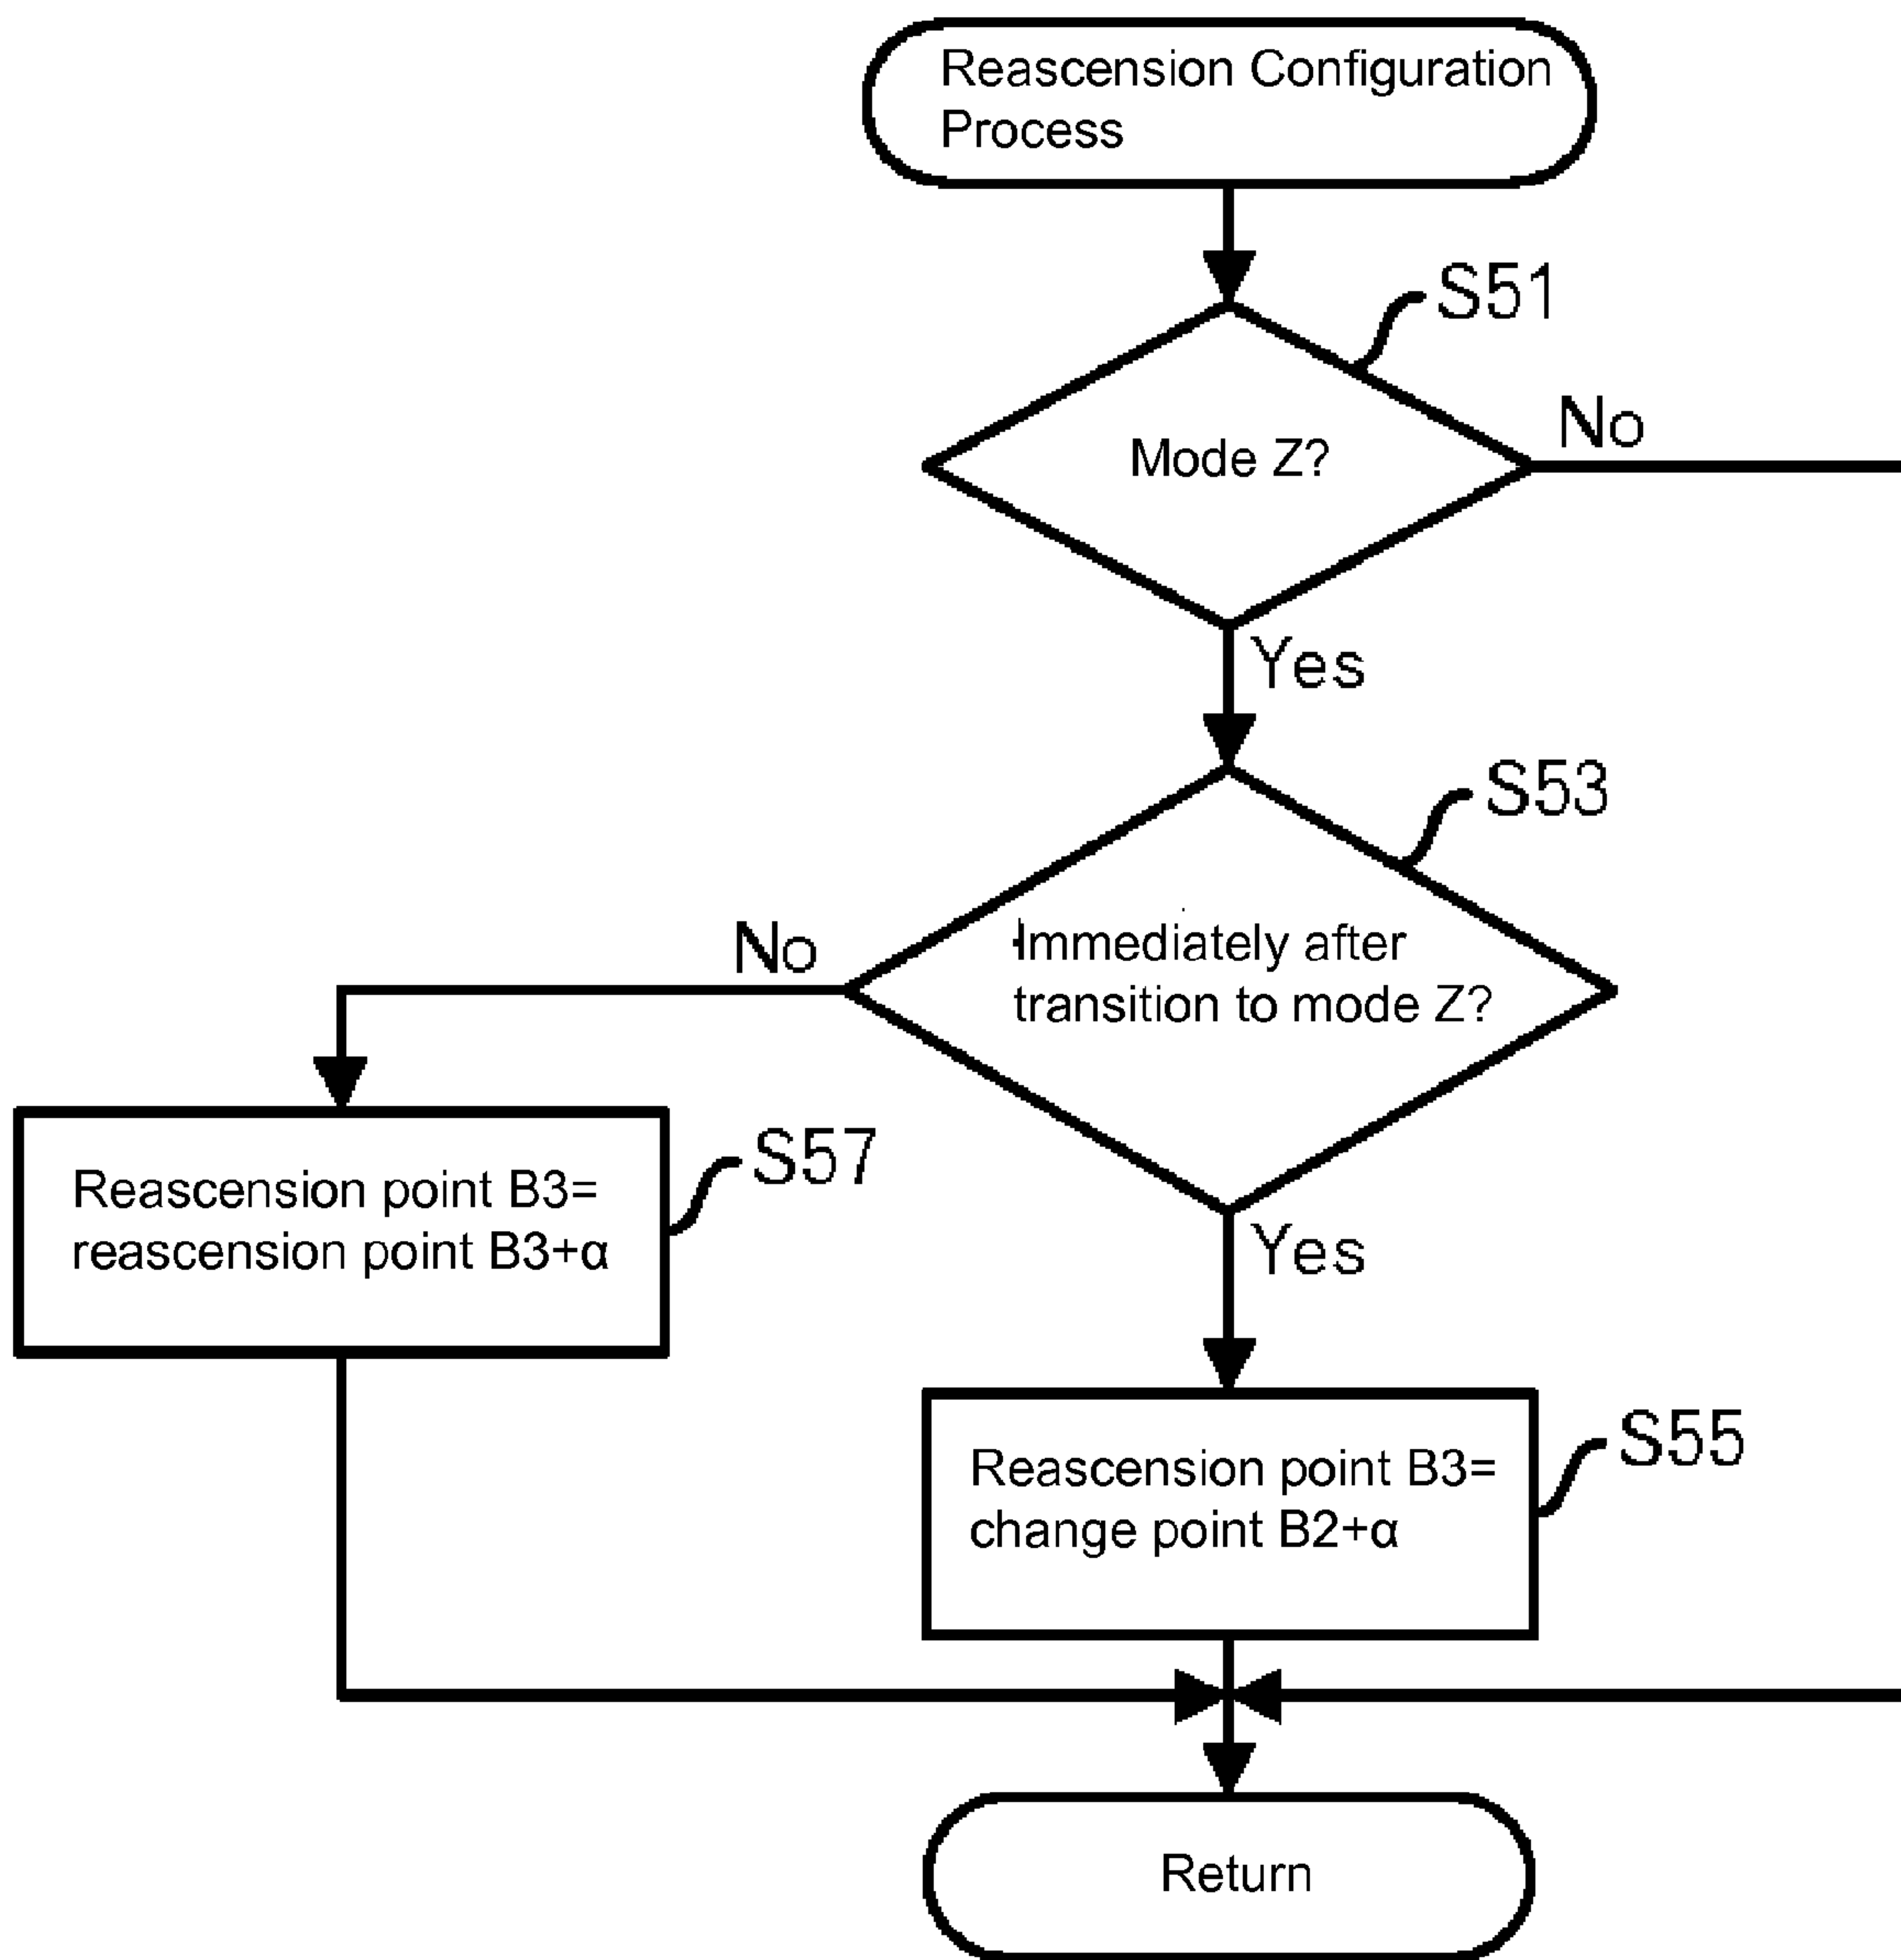 Reascension Configuration
Process
S51
Mode Z?
No
Yes
S53
No
Immediately after
transition to mode Z?
Yes
S57
Reascension point B3=
reascension point B3+α
S55
Reascension point B3=
change point B2+α
Return